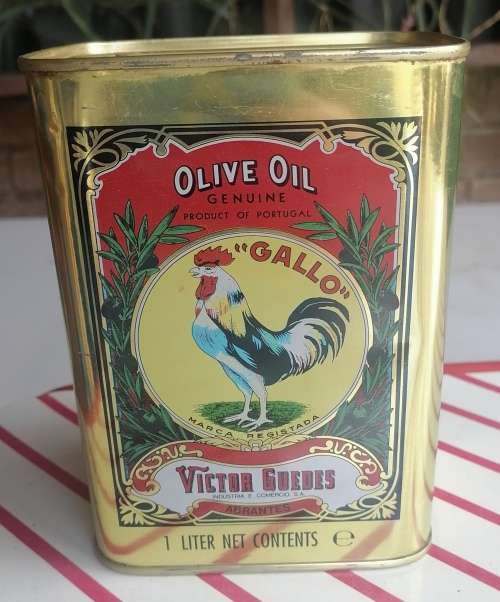 OLIVE OIL
GENUINE
PRODUCT OF PORTUGAL
"GALLO"
MARCA REGISTADA
VICTOR GUEDES
INDUSTRIA E COMERCIO S.A.
ABRANTES
1 LITER NET CONTENTS ℮